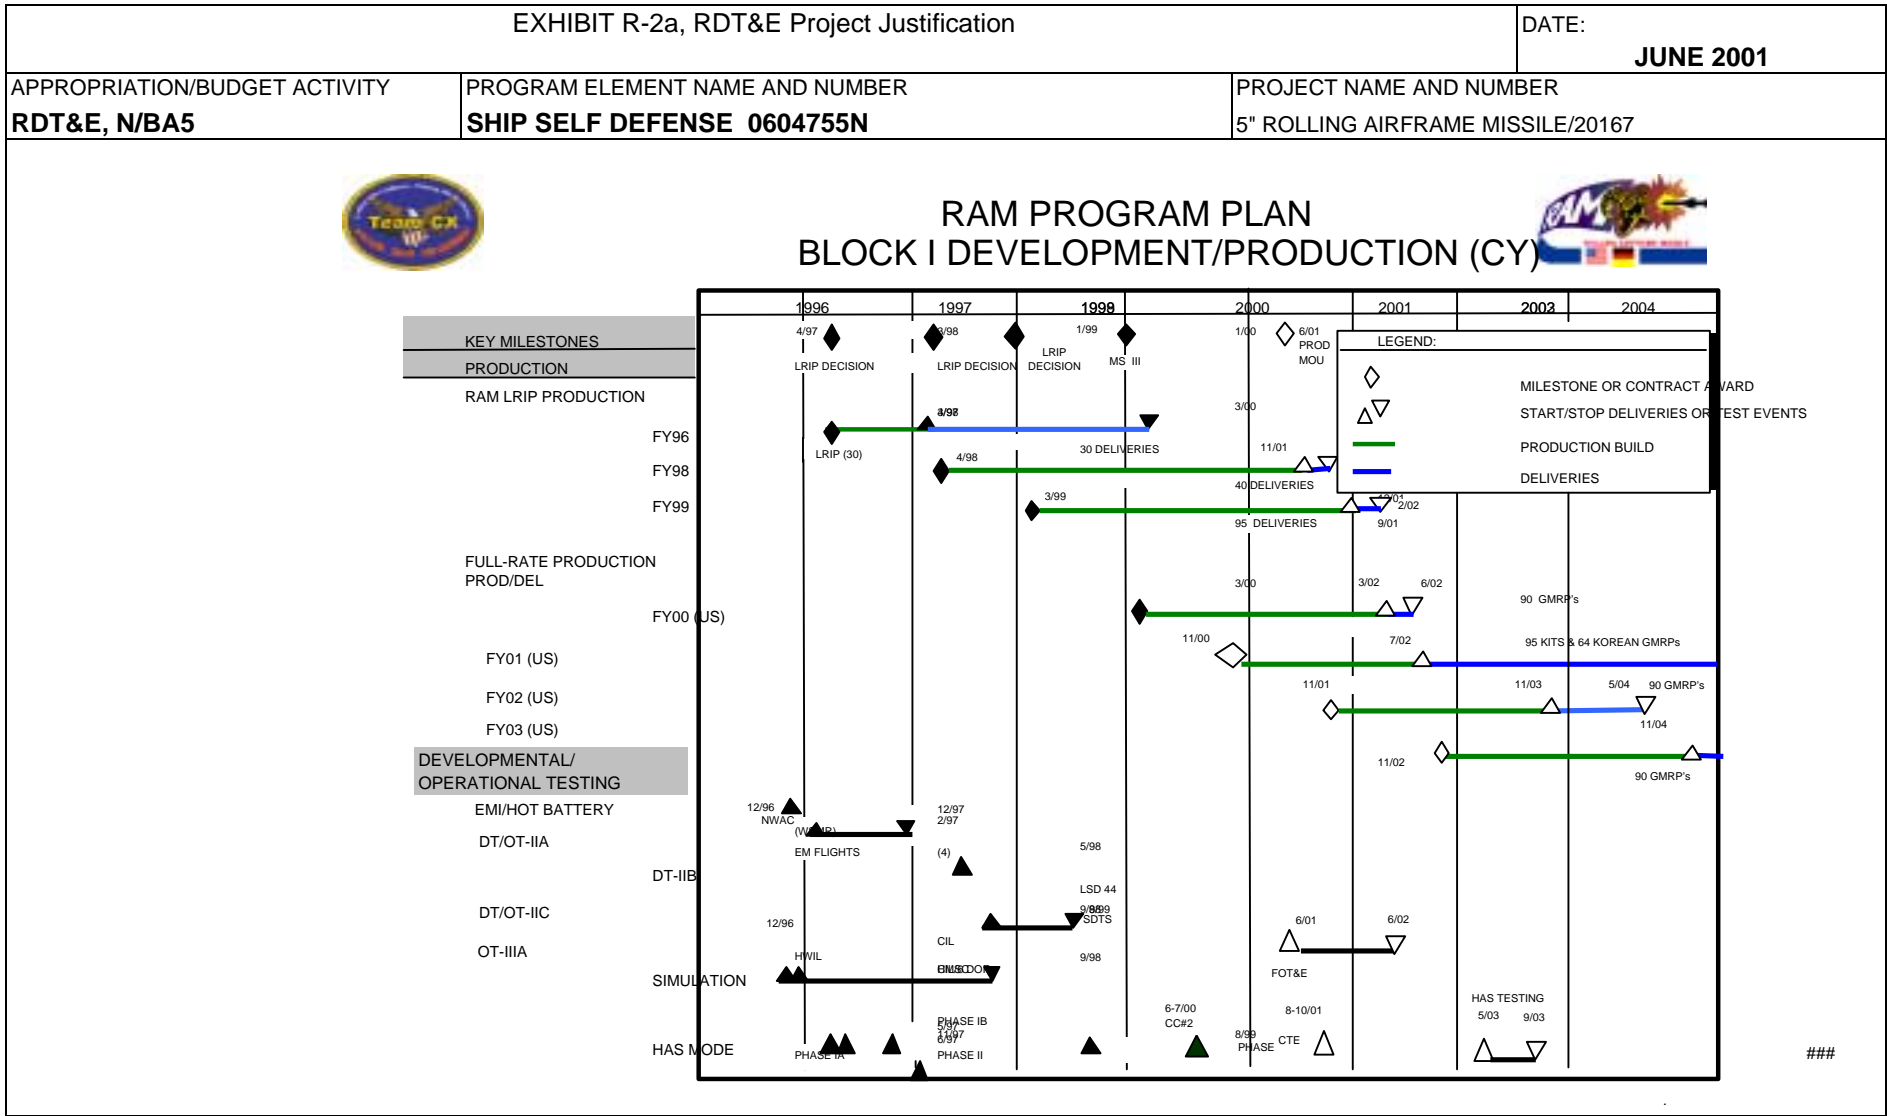 EXHIBIT R-2a, RDT&E Project Justification
DATE:
JUNE 2001
APPROPRIATION/BUDGET ACTIVITY
PROGRAM ELEMENT NAME AND NUMBER
PROJECT NAME AND NUMBER
RDT&E, N/BA5
SHIP SELF DEFENSE 0604755N
5" ROLLING AIRFRAME MISSILE/20167
Team CX
RAM PROGRAM PLAN
RAM
BLOCK I DEVELOPMENT/PRODUCTION (CY)
1996 1997 2000 2001 2004
KEY MILESTONES
4/97 3/98 1/99 1/00 6/01
PROD
MOU
LRIP DECISION LRIP DECISION
LRIP
DECISION
MS III
LEGEND:
MILESTONE OR CONTRACT AWARD
START/STOP DELIVERIES OR TEST EVENTS
PRODUCTION BUILD
DELIVERIES
PRODUCTION
RAM LRIP PRODUCTION
3/00
FY96
LRIP (30)
30 DELIVERIES
11/01
FY98
4/98
40 DELIVERIES
FY99
3/99
95 DELIVERIES
2/02
9/01
FULL-RATE PRODUCTION
PROD/DEL
3/00 3/02 6/02
90 GMRP's
FY00 (US)
11/00 7/02
95 KITS & 64 KOREAN GMRPs
FY01 (US)
11/01 11/03 5/04 90 GMRP's
FY02 (US)
11/04
FY03 (US)
11/02
90 GMRP's
DEVELOPMENTAL/
OPERATIONAL TESTING
EMI/HOT BATTERY
12/96
NWAC
12/97
2/97
DT/OT-IIA
EM FLIGHTS
(4)
5/98
DT-IIB
LSD 44
DT/OT-IIC
SDTS
12/96
6/01 6/02
OT-IIIA
HWIL
CIL
9/98
FOT&E
SIMULATION
HAS TESTING
5/03 9/03
6-7/00
CC#2
8-10/01
HAS MODE
PHASE IA
PHASE IB
5/97
11/97
6/97
PHASE II
8/99
PHASE
CTE
###